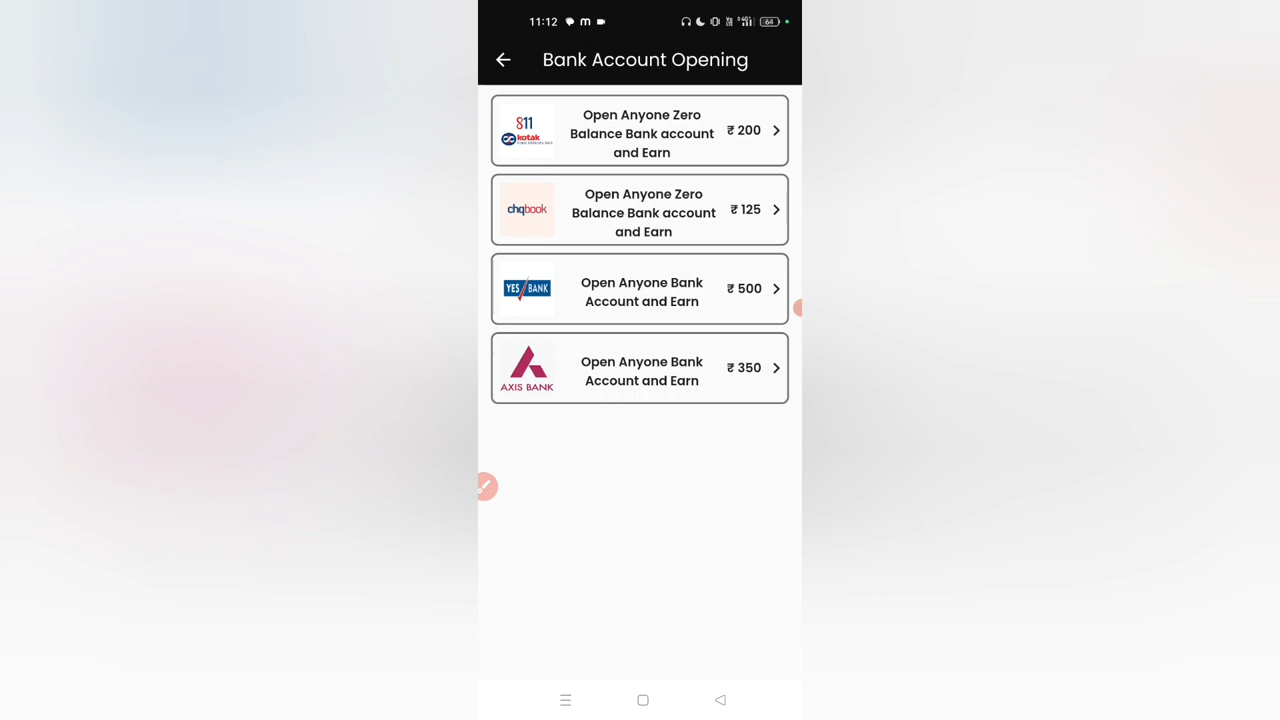 11:12
64
Bank Account Opening
811
kotak
Open Anyone Zero
Balance Bank account
and Earn
₹ 200
chqbook
Open Anyone Zero
Balance Bank account
and Earn
₹ 125
YES BANK
Open Anyone Bank
Account and Earn
₹ 500
AXIS BANK
Open Anyone Bank
Account and Earn
₹ 350